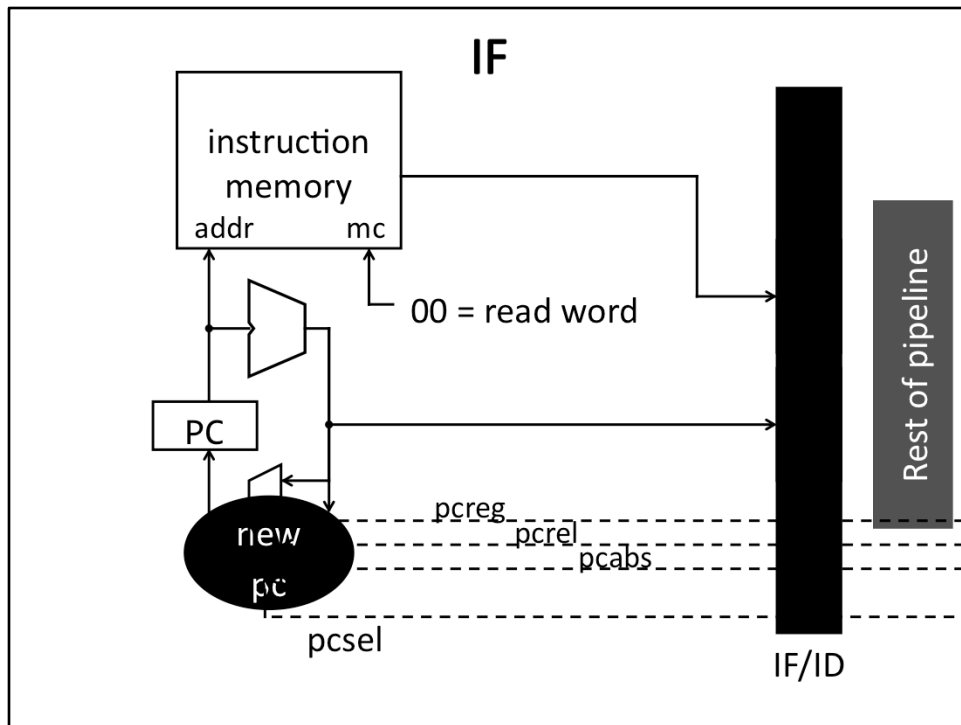 IF
instruction
memory
addr
mc
00 = read word
PC
new
pc
pcreg
pcrel
pcabs
pcsel
IF/ID
Rest of pipeline